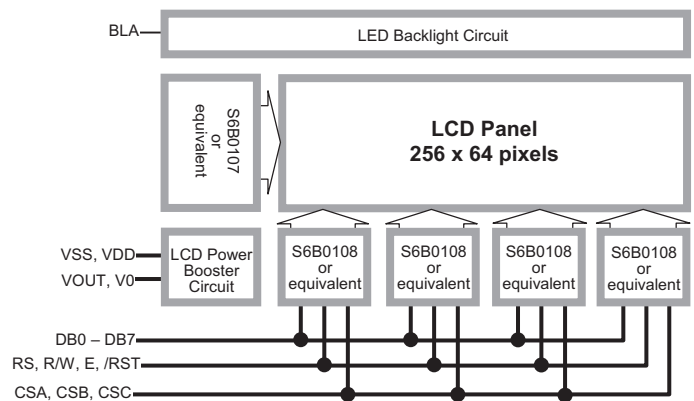 BLA
LED Backlight Circuit
S6B0107
or
equivalent
LCD Panel
256 x 64 pixels
VSS, VDD
VOUT, V0
LCD Power
Booster
Circuit
S6B0108
or
equivalent
S6B0108
or
equivalent
S6B0108
or
equivalent
S6B0108
or
equivalent
DB0 – DB7
RS, R/W, E, /RST
CSA, CSB, CSC